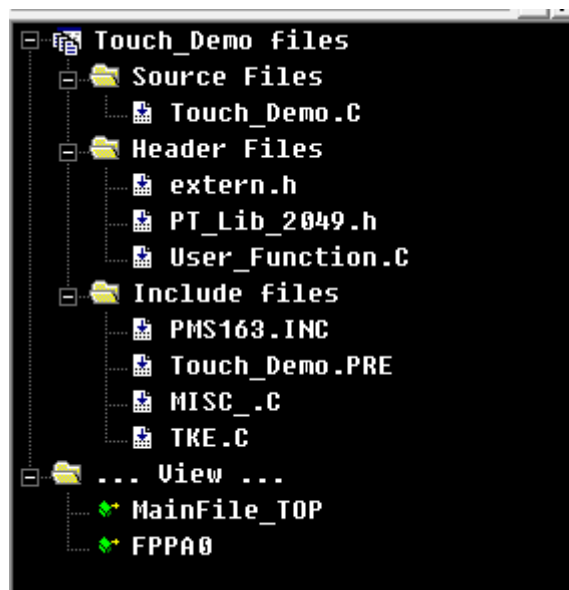 Touch_Demo files
Source Files
Touch_Demo.C
Header Files
extern.h
PT_Lib_2049.h
User_Function.C
Include files
PMS163.INC
Touch_Demo.PRE
MISC_.C
TKE.C
... View ...
MainFile_TOP
FPPA0